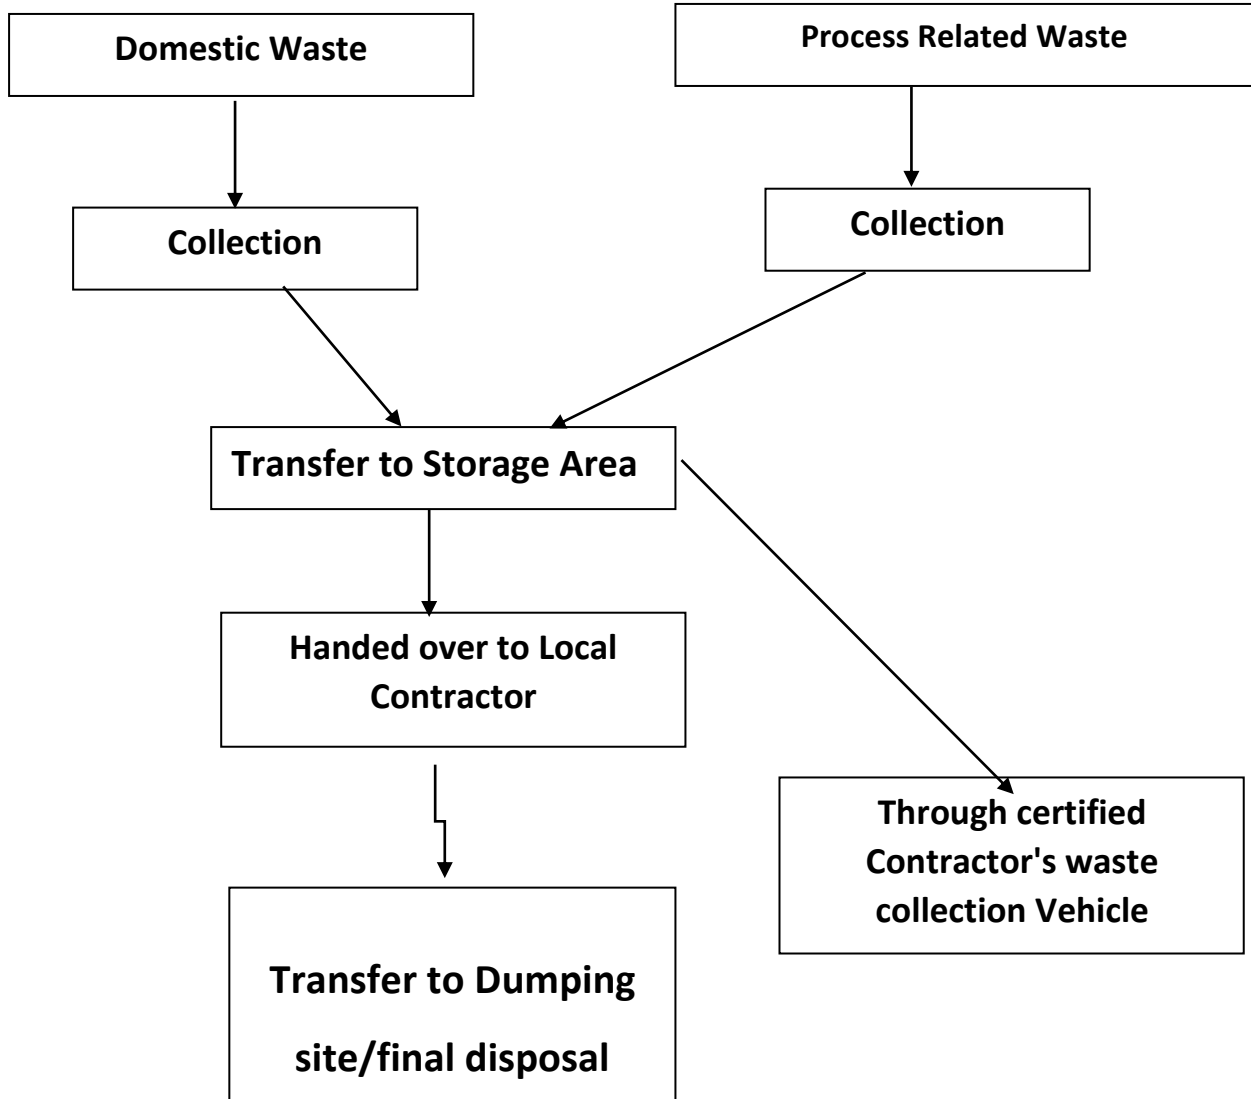 Domestic Waste
Process Related Waste
Collection
Collection
Transfer to Storage Area
Handed over to Local
Contractor
Through certified
Contractor's waste
collection Vehicle
Transfer to Dumping
site/final disposal